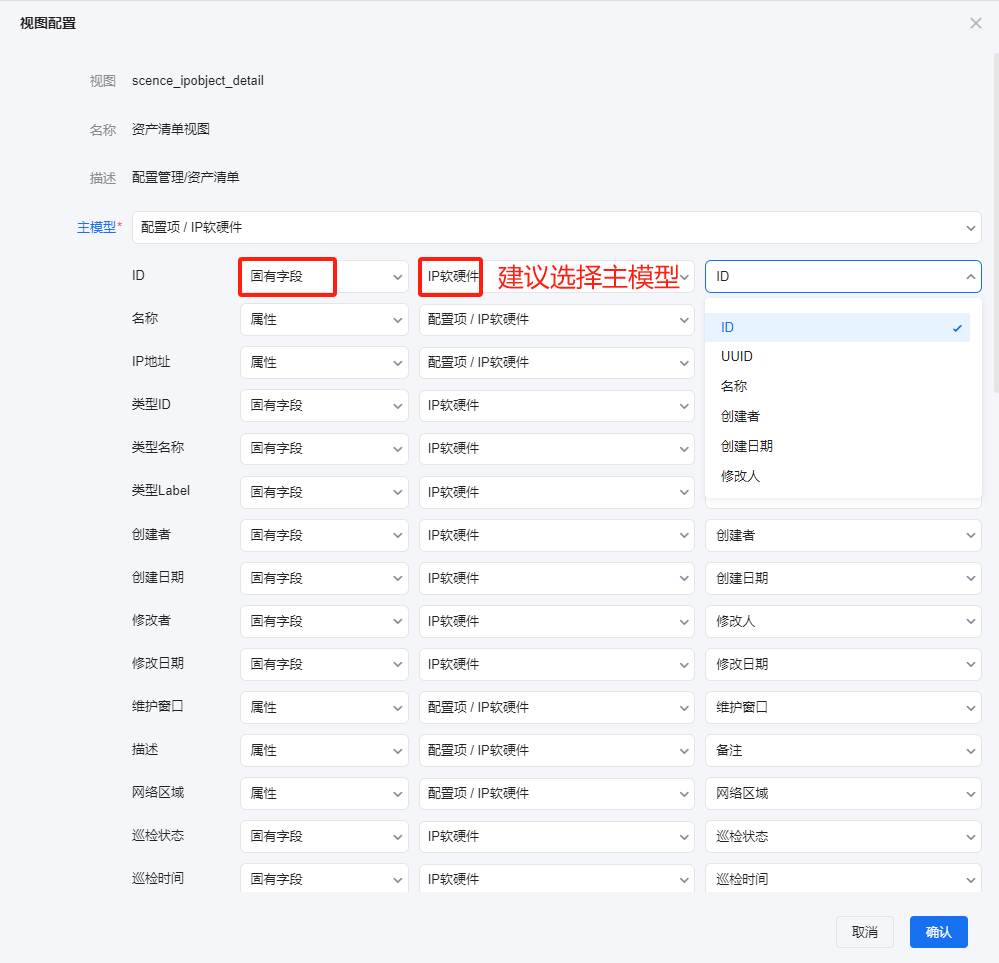 视图配置
视图 scence_ipobject_detail
名称 资产清单视图
描述 配置管理/资产清单
主模型* 配置项 / IP软硬件
ID 固有字段 IP软硬件 建议选择主模型 ID
名称 属性 配置项 / IP软硬件
ID
IP地址 属性 配置项 / IP软硬件
UUID
名称
类型ID 固有字段 IP软硬件
创建者
类型名称 固有字段 IP软硬件
创建日期
修改人
类型Label 固有字段 IP软硬件
创建者 固有字段 IP软硬件 创建者
创建日期 固有字段 IP软硬件 创建日期
修改者 固有字段 IP软硬件 修改人
修改日期 固有字段 IP软硬件 修改日期
维护窗口 属性 配置项 / IP软硬件 维护窗口
描述 属性 配置项 / IP软硬件 备注
网络区域 属性 配置项 / IP软硬件 网络区域
巡检状态 固有字段 IP软硬件 巡检状态
巡检时间 固有字段 IP软硬件 巡检时间
取消 确认